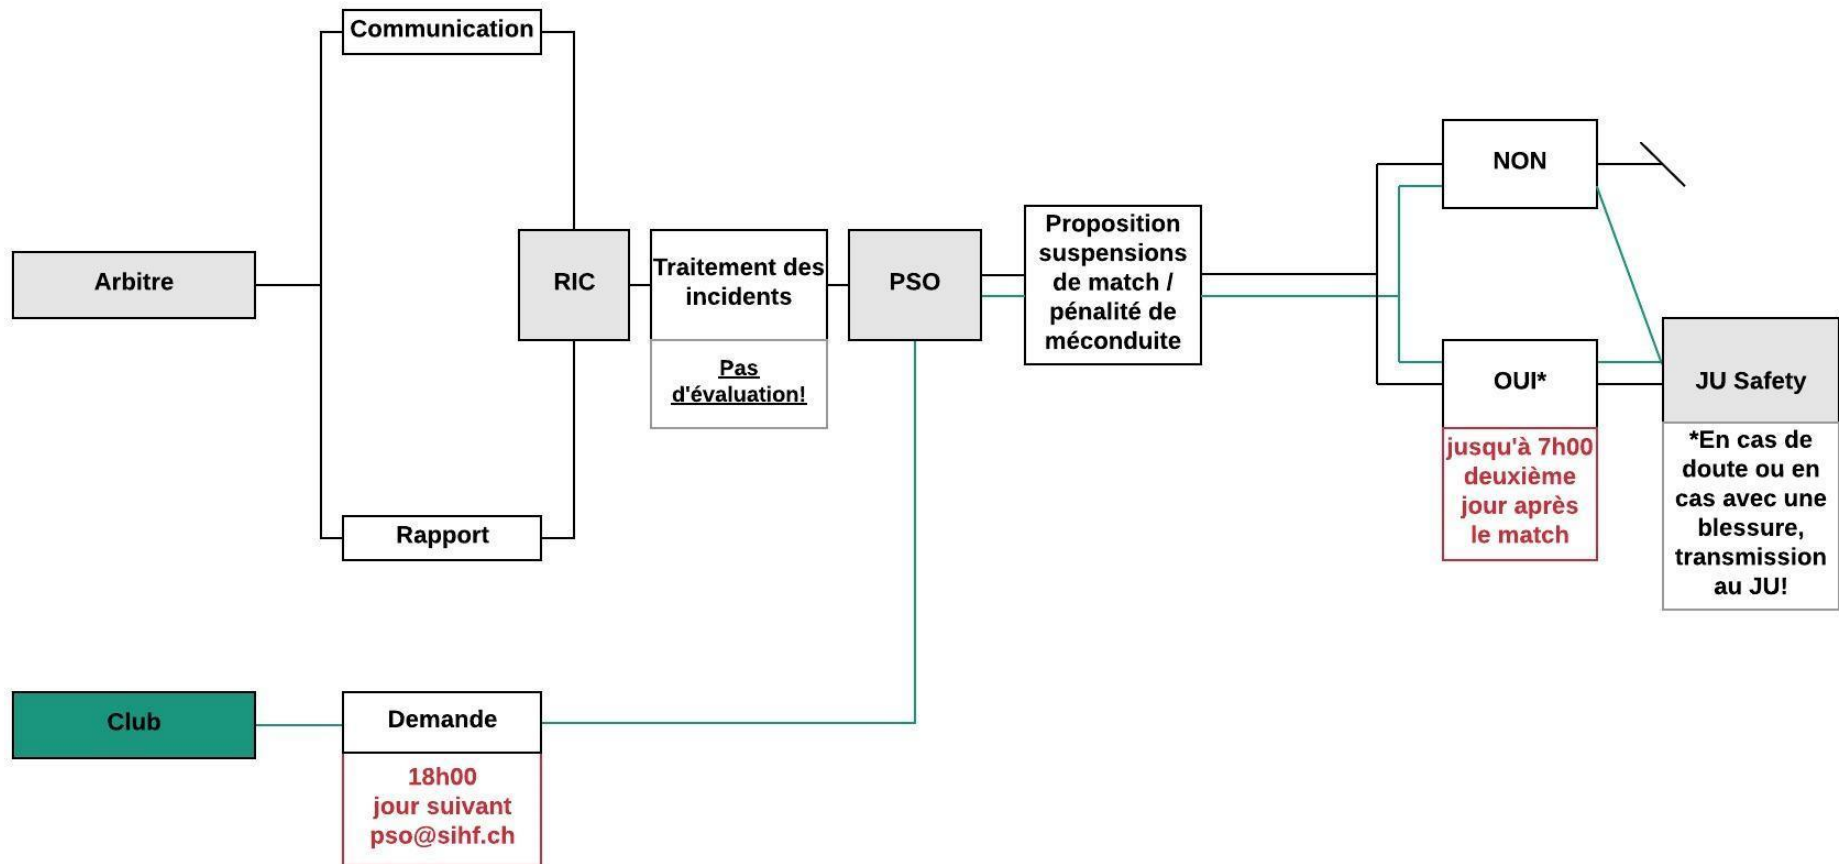 Communication
Arbitre
RIC
Traitement des
incidents
Pas
d'évaluation!
PSO
Proposition
suspensions
de match /
pénalité de
méconduite
NON
OUI*
jusqu'à 7h00
deuxième
jour après
le match
JU Safety
*En cas de
doute ou en
cas avec une
blessure,
transmission
au JU!
Rapport
Club
Demande
18h00
jour suivant
pso@sihf.ch